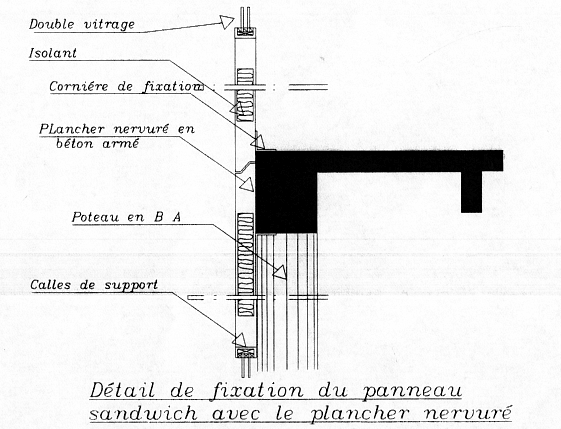 Double vitrage
Isolant
Corniére de fixation
Plancher nervuré en
béton armé
Poteau en B A
Calles de support
Détail de fixation du panneau
sandwich avec le plancher nervuré